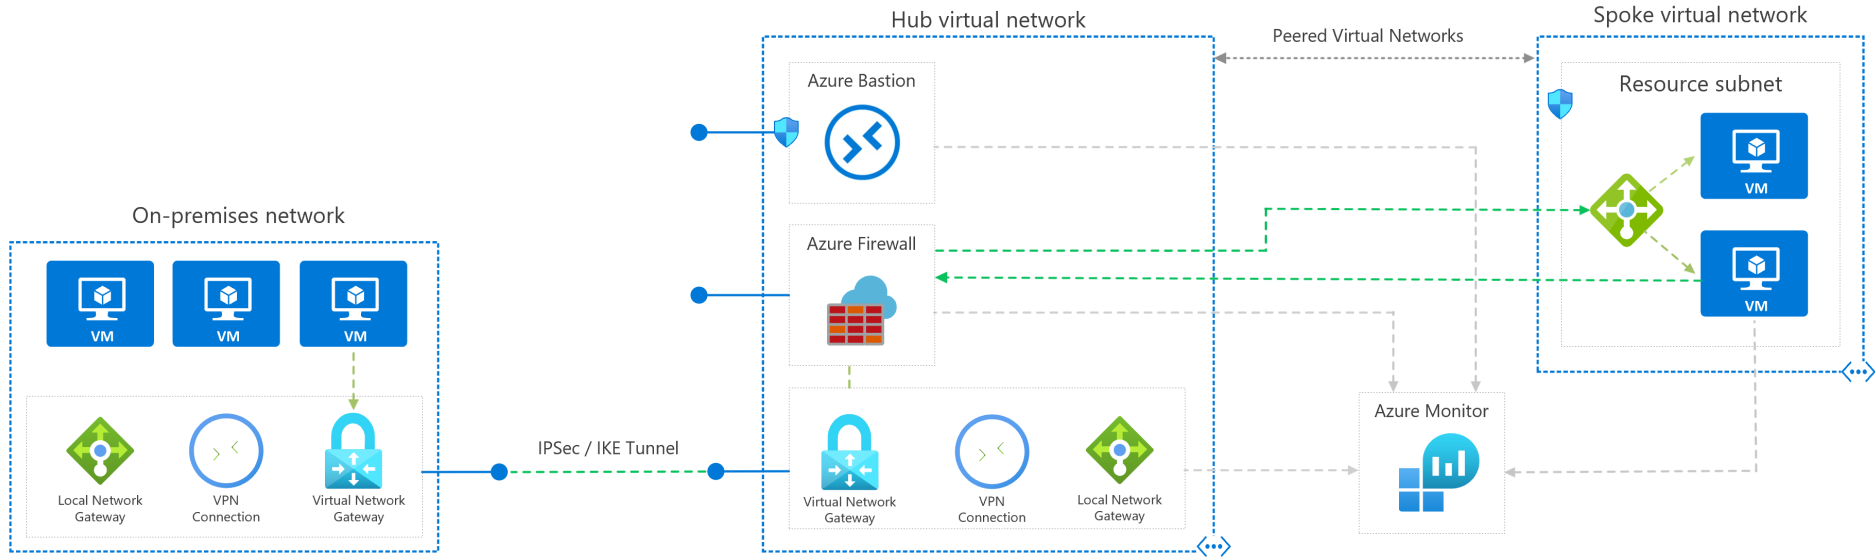 Hub virtual network
Spoke virtual network
Peered Virtual Networks
Azure Bastion
Resource subnet
VM
On-premises network
Azure Firewall
VM
VM
VM
VM
Azure Monitor
IPSec / IKE Tunnel
Local Network
Gateway
VPN
Connection
Virtual Network
Gateway
Virtual Network
Gateway
VPN
Connection
Local Network
Gateway